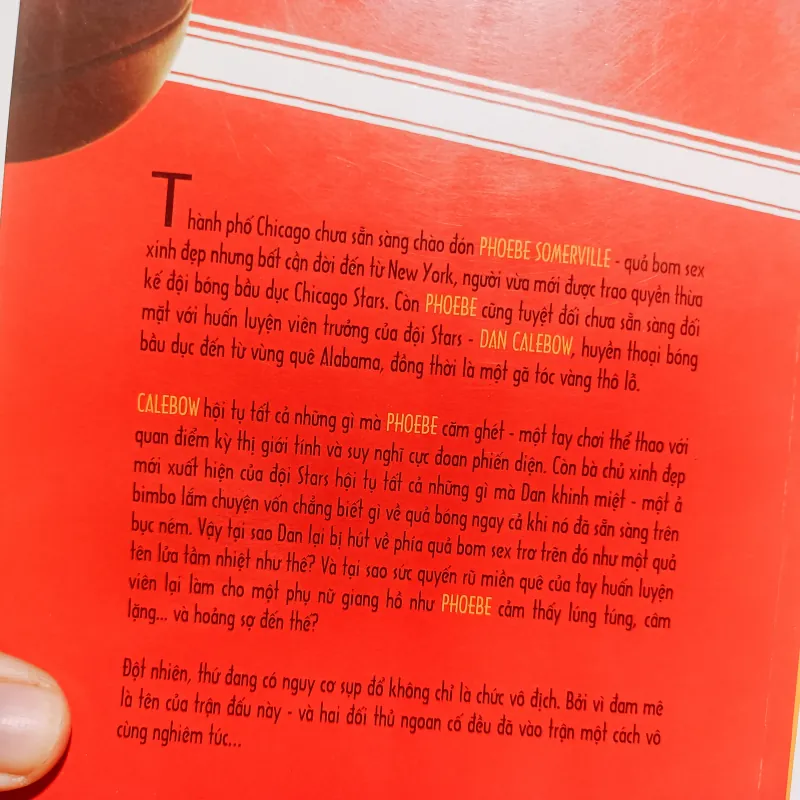 Thành phố Chicago chưa sẵn sàng chào đón PHOEBE SOMERVILLE - quả bom sex
xinh đẹp nhưng bất cần đời đến từ New York, người vừa mới được trao quyền thừa
kế đội bóng bầu dục Chicago Stars. Còn PHOEBE cũng tuyệt đối chưa sẵn sàng đối
mặt với huấn luyện viên trưởng của đội Stars - DAN CALEBOW, huyền thoại bóng
bầu dục đến từ vùng quê Alabama, đồng thời là một gã tóc vàng thô lỗ.
CALEBOW hội tụ tất cả những gì mà PHOEBE căm ghét - một tay chơi thể thao với
quan điểm kỳ thị giới tính và suy nghĩ cực đoan phiến diện. Còn bà chủ xinh đẹp
mới xuất hiện của đội Stars hội tụ tất cả những gì mà Dan khinh miệt - một ả
bimbo lắm chuyện vốn chẳng biết gì về quả bóng ngay cả khi nó đã sẵn sàng trên
bục ném. Vậy tại sao Dan lại bị hút về phía quả bom sex trơ trẽn đó như một quả
tên lửa tầm nhiệt như thế? Và tại sao sức quyến rũ miền quê của tay huấn luyện
viên lại làm cho một phụ nữ giang hồ như PHOEBE cảm thấy lúng túng, câm
lặng... và hoảng sợ đến thế?
Đột nhiên, thứ đang có nguy cơ sụp đổ không chỉ là chức vô địch. Bởi vì đam mê
là tên của trận đấu này - và hai đối thủ ngoan cố đều đã vào trận một cách vô
cùng nghiêm túc...